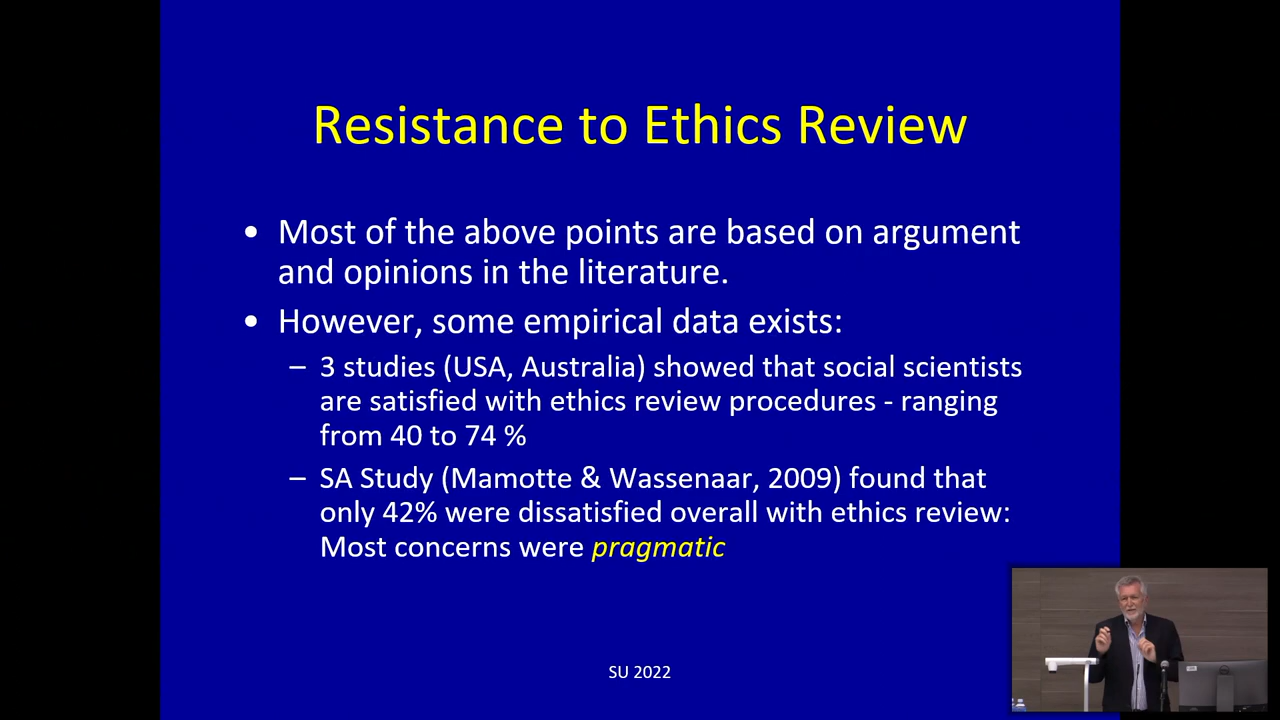 Resistance to Ethics Review
• Most of the above points are based on argument
and opinions in the literature.
• However, some empirical data exists:
– 3 studies (USA, Australia) showed that social scientists
are satisfied with ethics review procedures - ranging
from 40 to 74 %
– SA Study (Mamotte & Wassenaar, 2009) found that
only 42% were dissatisfied overall with ethics review:
Most concerns were pragmatic
SU 2022